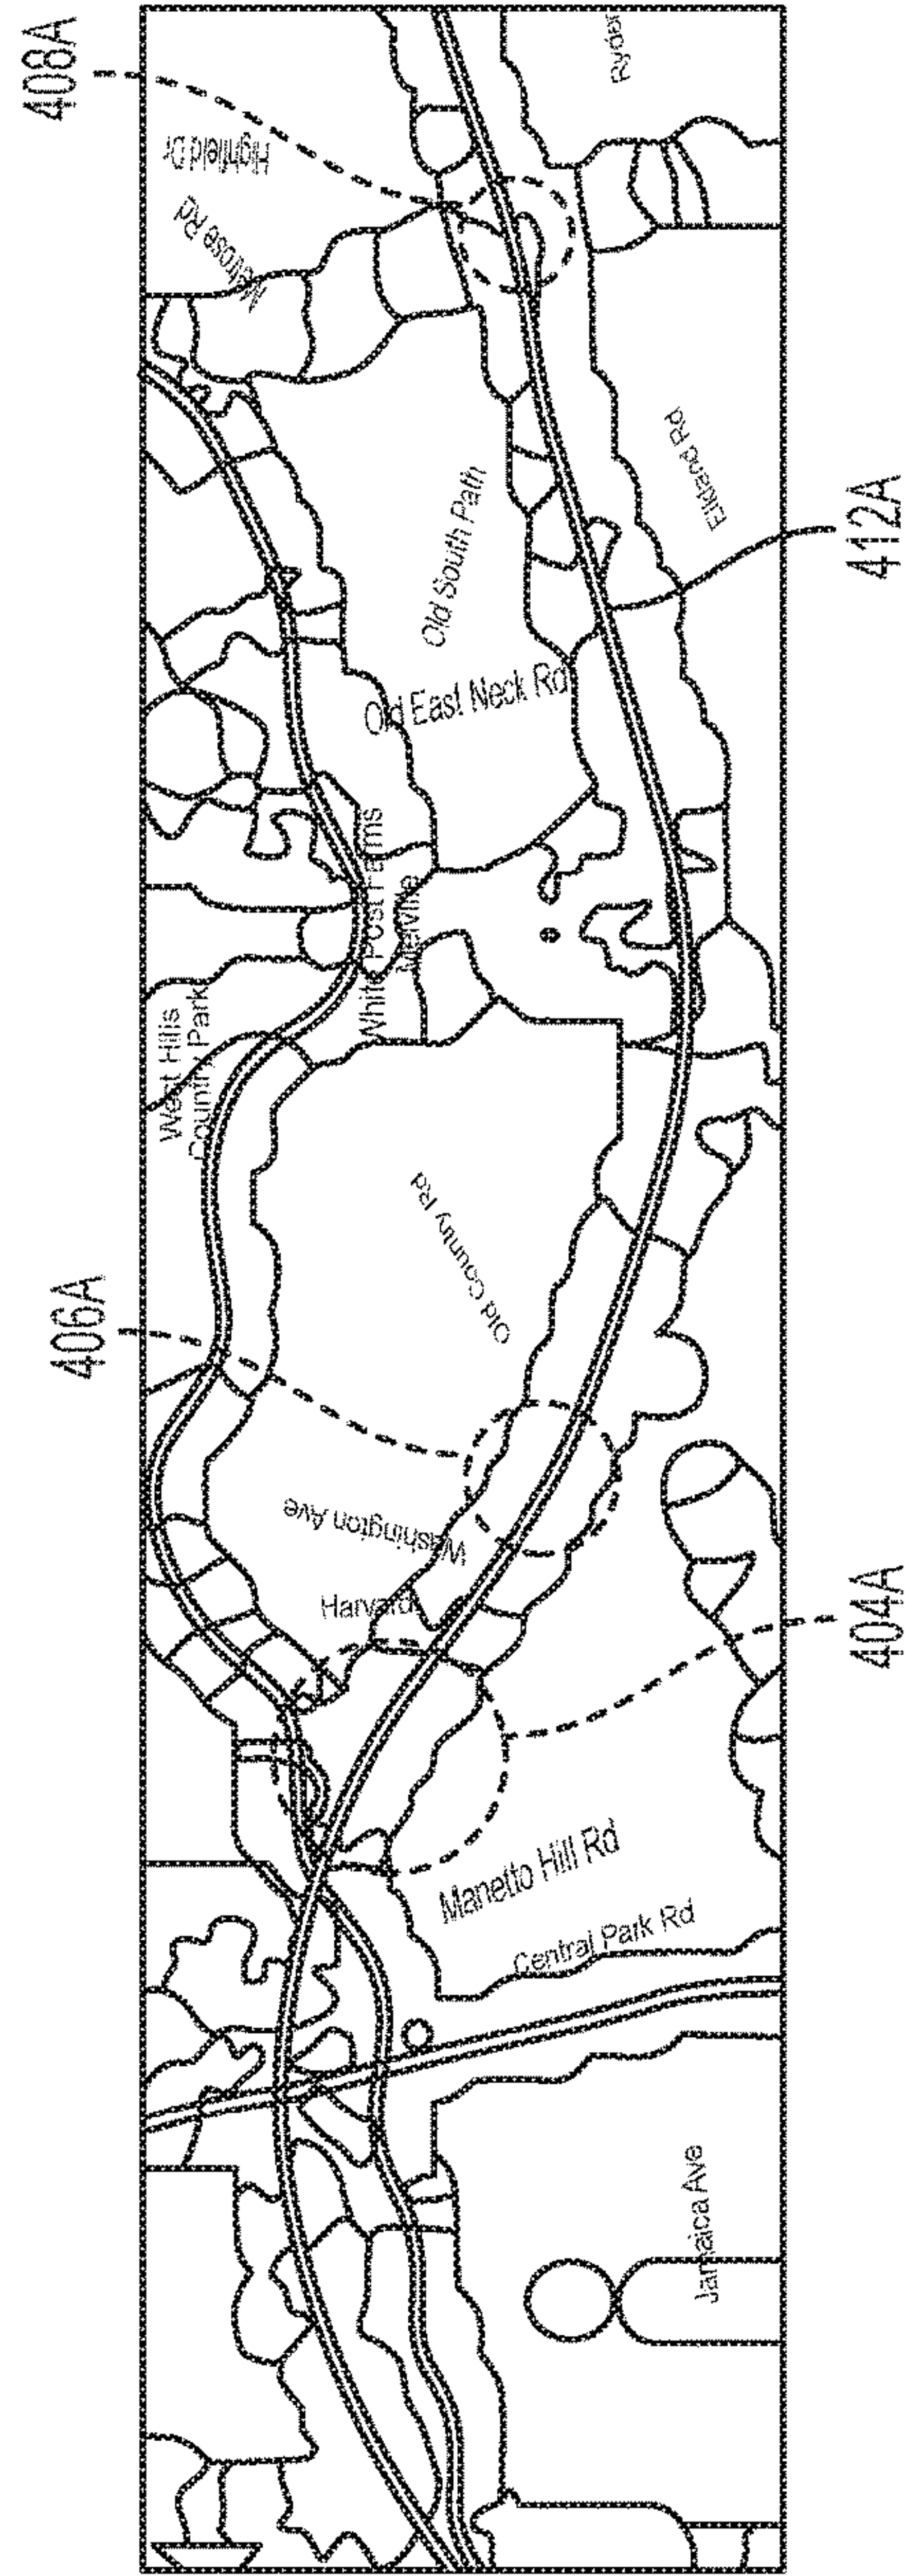 408A
Highfield Dr
Melrose Rd
Ryder
Elkland Rd
Old South Path
412A
Old East Neck Rd
White Post Farms
Melville
West Hills
Country Park
Old Country Rd
406A
Washington Ave
Harvard
404A
Manetto Hill Rd
Central Park Rd
Jamaica Ave